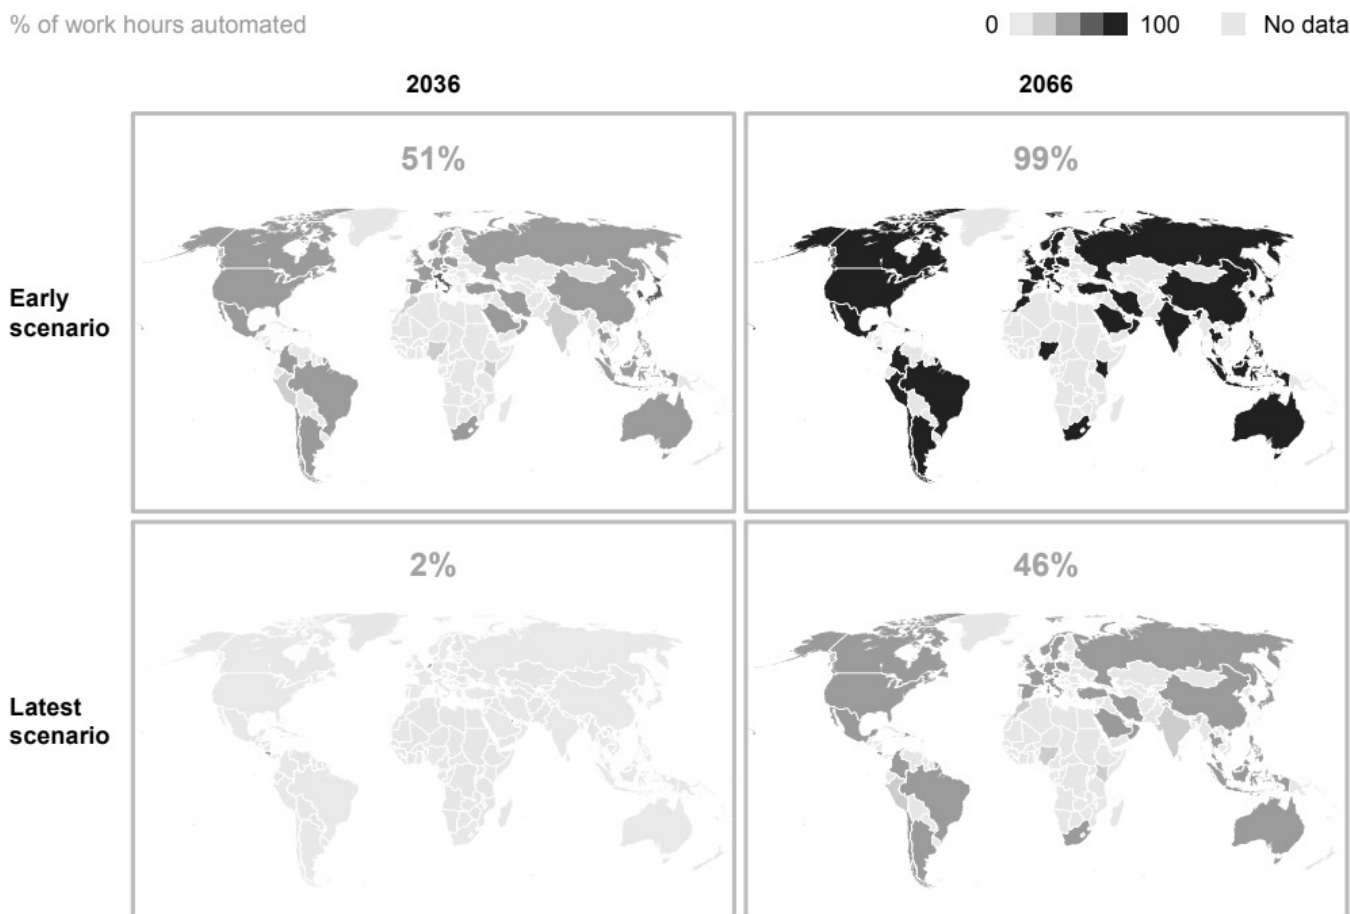 % of work hours automated
0 100 No data
2036 2066
51% 99%
Early
scenario
2% 46%
Latest
scenario